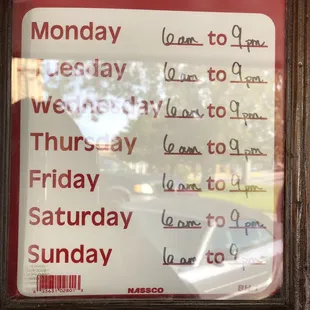 Monday 6am to 9pm
Tuesday 6am to 9pm
Wednesday 6am to 9pm
Thursday 6am to 9pm
Friday 6am to 9pm
Saturday 6am to 9pm
Sunday 6am to 9pm
NASSCO